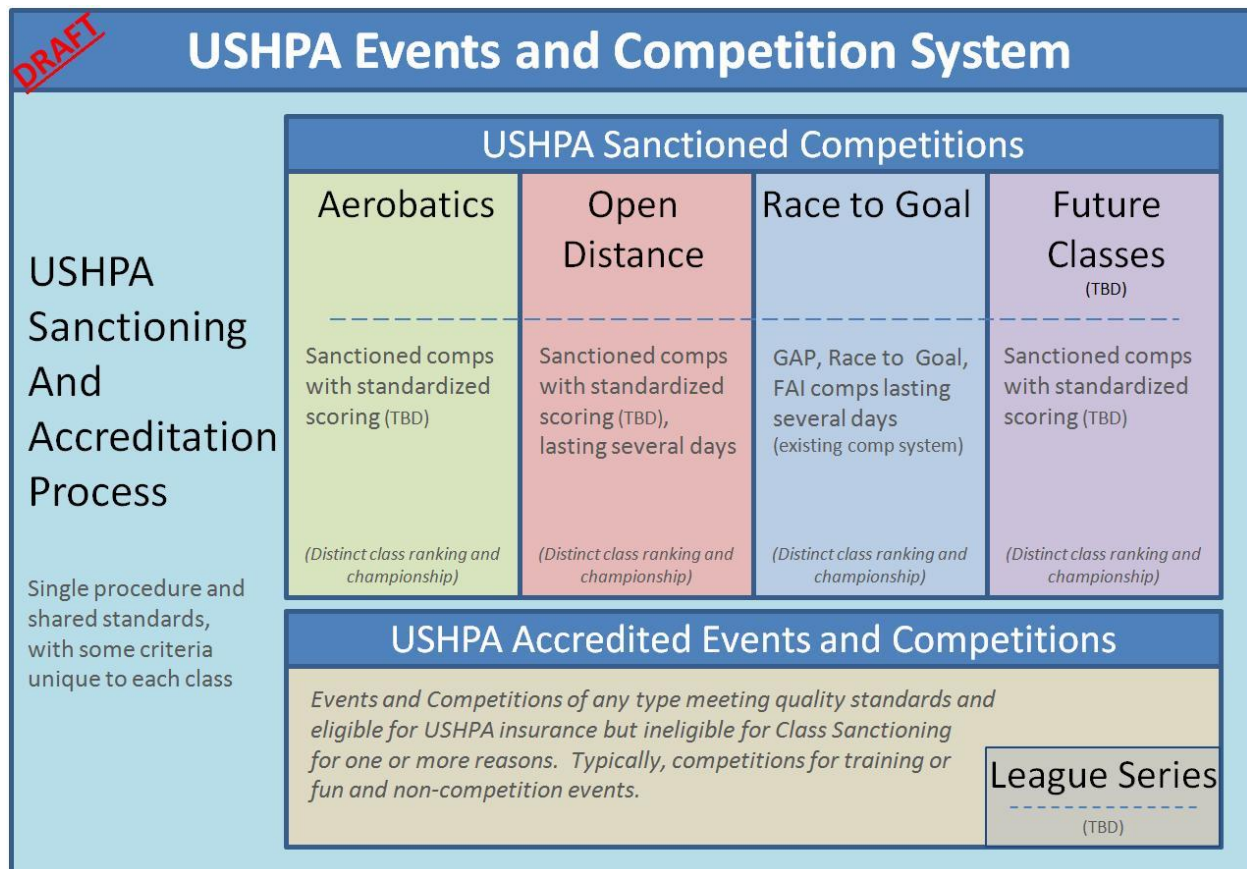 DRAFT
USHPA Events and Competition System
USHPA
Sanctioning
And
Accreditation
Process
Single procedure and
shared standards,
with some criteria
unique to each class
USHPA Sanctioned Competitions
Aerobatics
Sanctioned comps
with standardized
scoring (TBD)
(Distinct class ranking and
championship)
Open
Distance
Sanctioned comps
with standardized
scoring (TBD),
lasting several days
(Distinct class ranking and
championship)
Race to Goal
GAP, Race to Goal,
FAI comps lasting
several days
(existing comp system)
(Distinct class ranking and
championship)
Future
Classes
(TBD)
Sanctioned comps
with standardized
scoring (TBD)
(Distinct class ranking and
championship)
USHPA Accredited Events and Competitions
Events and Competitions of any type meeting quality standards and
eligible for USHPA insurance but ineligible for Class Sanctioning
for one or more reasons. Typically, competitions for training or
fun and non-competition events.
League Series
(TBD)